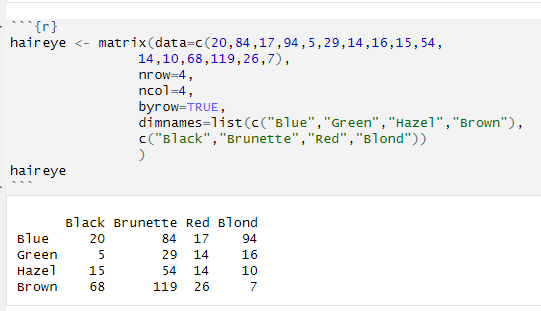 ```{r}
haireye <- matrix(data=c(20,84,17,94,5,29,14,16,15,54,
14,10,68,119,26,7),
nrow=4,
ncol=4,
byrow=TRUE,
dimnames=list(c("Blue","Green","Hazel","Brown"),
c("Black","Brunette","Red","Blond"))
)
haireye
```
Black Brunette Red Blond
Blue 20 84 17 94
Green 5 29 14 16
Hazel 15 54 14 10
Brown 68 119 26 7